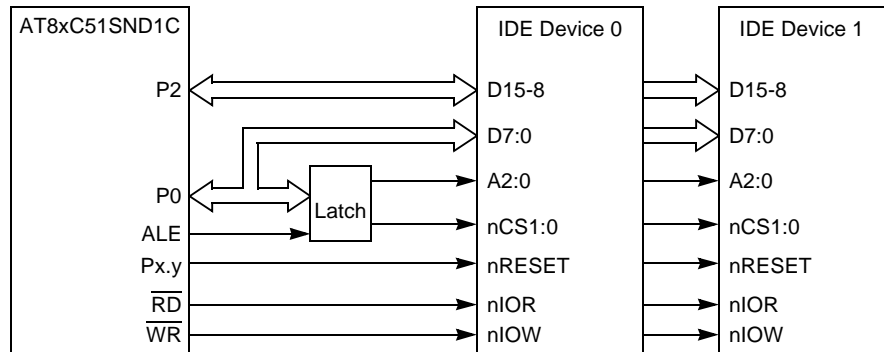 AT8xC51SND1C
IDE Device 0
IDE Device 1
P2
D15-8
D15-8
D7:0
D7:0
P0
Latch
A2:0
A2:0
ALE
nCS1:0
nCS1:0
Px.y
nRESET
nRESET
RD
nIOR
nIOR
WR
nIOW
nIOW